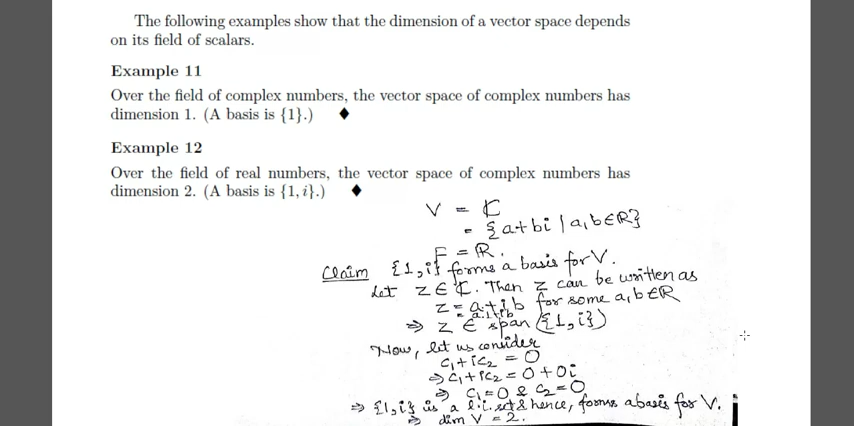 The following examples show that the dimension of a vector space depends
on its field of scalars.
Example 11
Over the field of complex numbers, the vector space of complex numbers has
dimension 1. (A basis is {1}.) ♦
Example 12
Over the field of real numbers, the vector space of complex numbers has
dimension 2. (A basis is {1, i}.) ♦
V = ℂ
= {a+bi | a,b∈ℝ}
F = ℝ.
Claim {1,i} forms a basis for V.
Let z∈ℂ. Then z can be written as
z = a+ib for some a,b∈ℝ
= a.1+ib
⇒ z ∈ span ({1,i})
Now, let us consider
c₁+ic₂ = 0
⇒ c₁+ic₂ = 0+0i
⇒ c₁=0 & c₂=0
⇒ {1,i} is a l.i. set & hence, forms a basis for V.
⇒ dim V = 2.